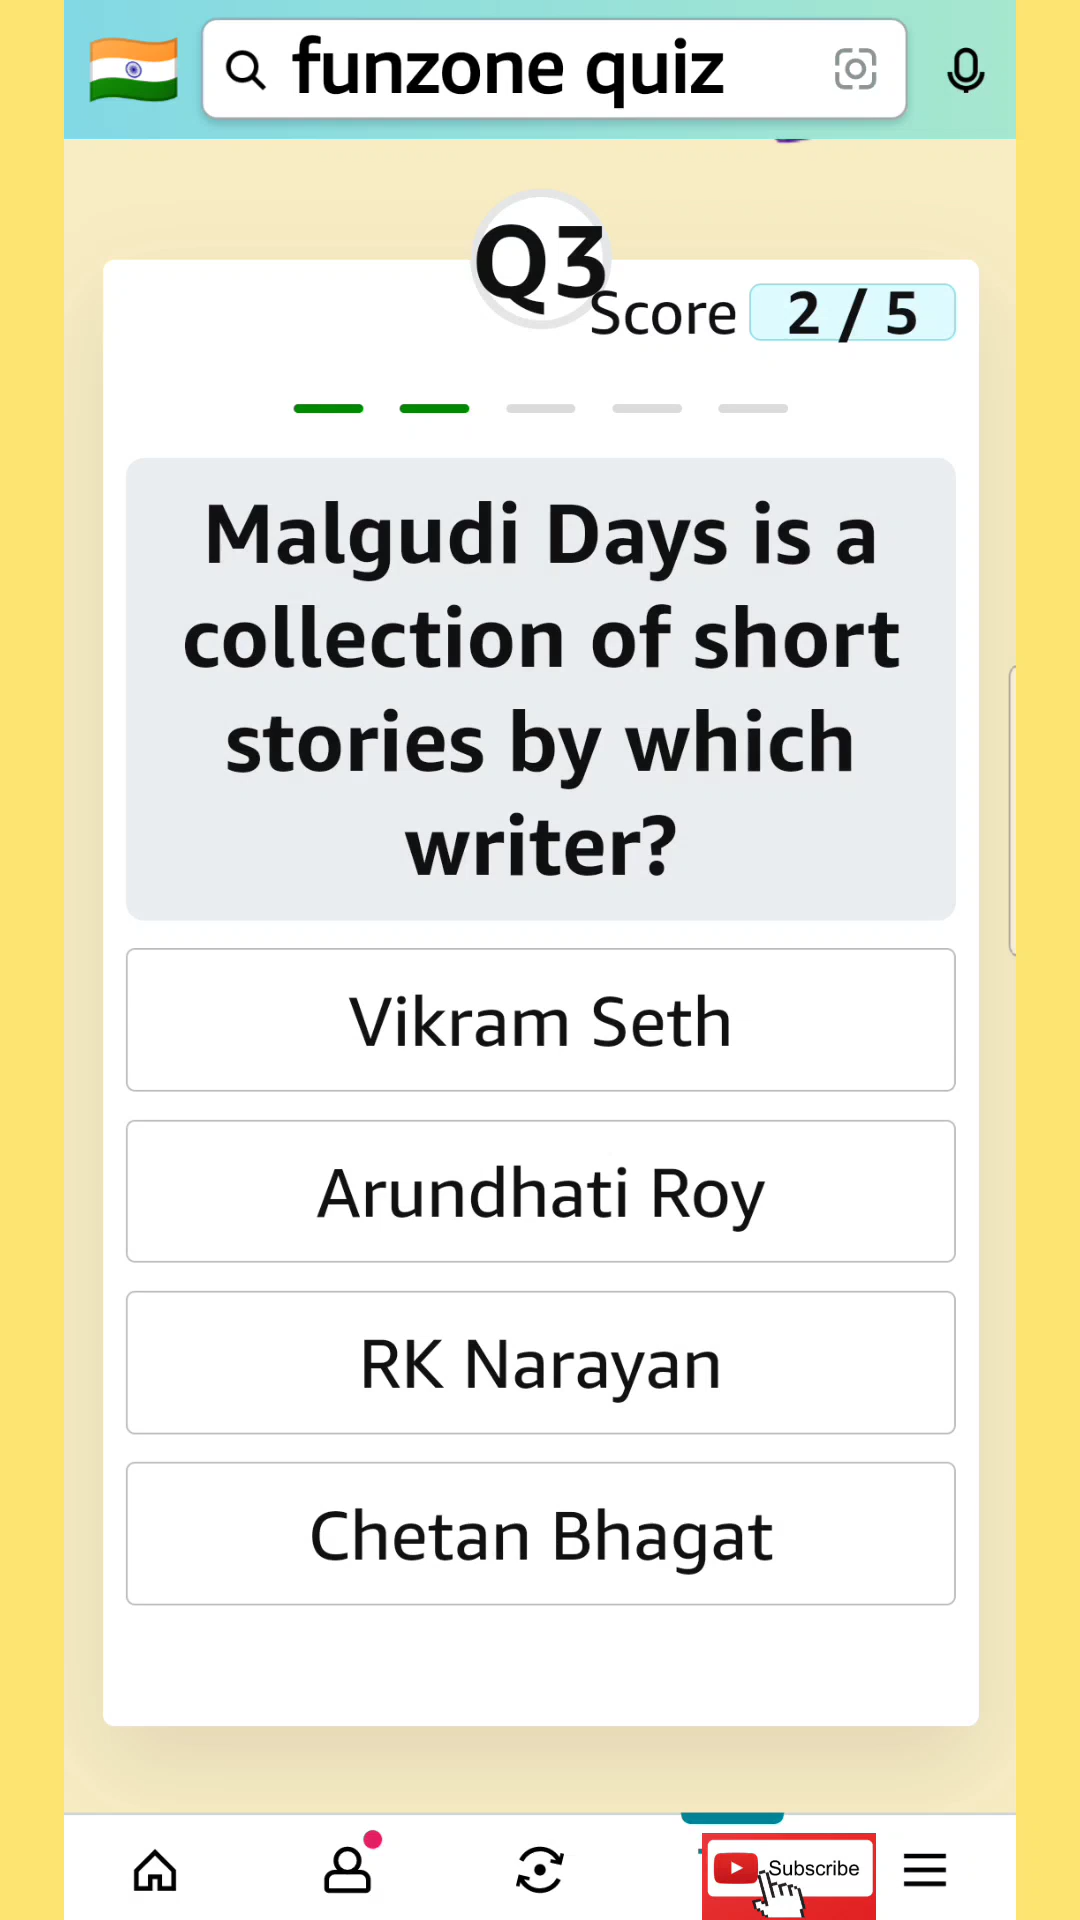 funzone quiz
Q3
Score 2 / 5
Malgudi Days is a
collection of short
stories by which
writer?
Vikram Seth
Arundhati Roy
RK Narayan
Chetan Bhagat
Subscribe